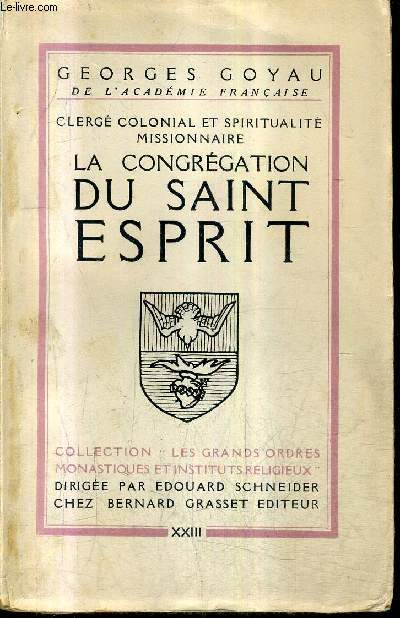 Le-livre.com
GEORGES GOYAU
DE L'ACADÉMIE FRANÇAISE
CLERGÉ COLONIAL ET SPIRITUALITÉ
MISSIONNAIRE
LA CONGRÉGATION
DU SAINT
ESPRIT
COLLECTION "LES GRANDS ORDRES
MONASTIQUES ET INSTITUTS RELIGIEUX"
DIRIGÉE PAR EDOUARD SCHNEIDER
CHEZ BERNARD GRASSET EDITEUR
XXIII